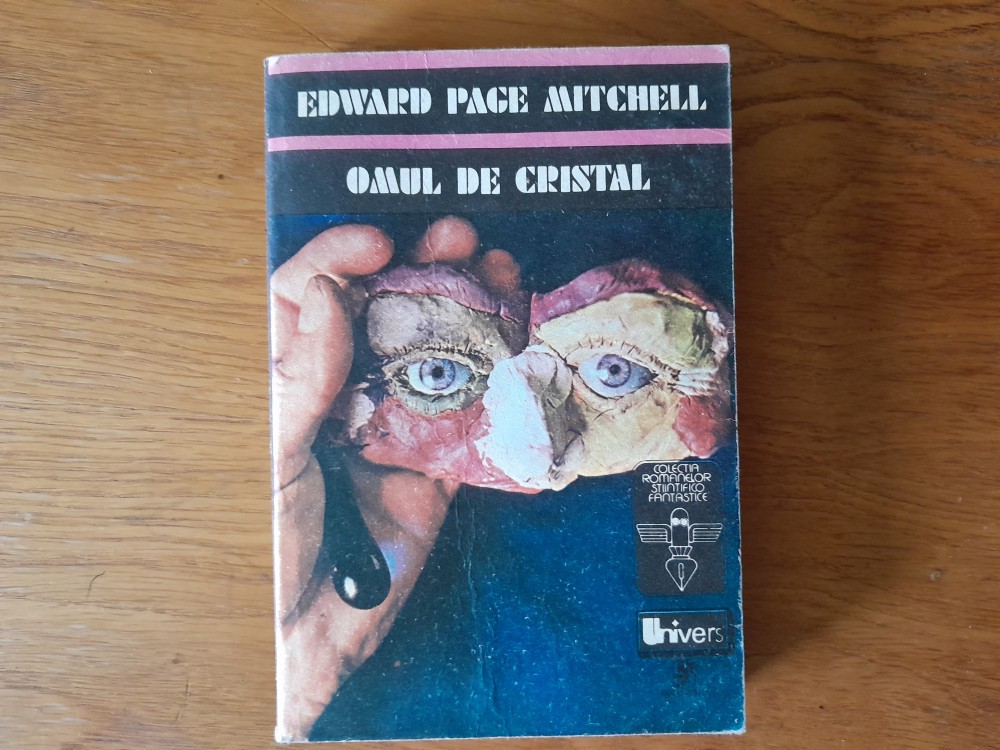 EDWARD PAGE MITCHELL
OMUL DE CRISTAL
COLECTIA
ROMANELOR
STIINTIFICO
FANTASTICE
Univers